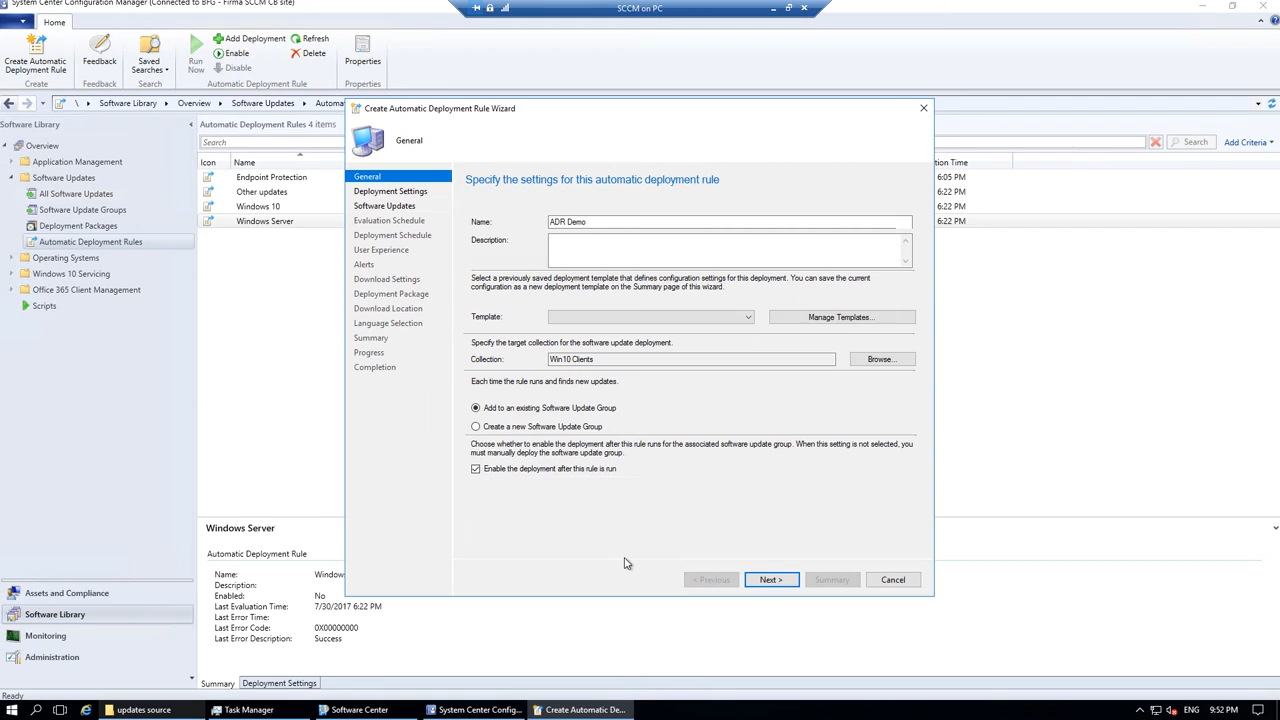 System Center Configuration Manager (Connected to BFG - Firma SCCM CB site)
SCCM on PC
Home
Create Automatic Deployment Rule
Feedback
Saved Searches
Run Now
Add Deployment
Enable
Disable
Refresh
Delete
Properties
Create
Feedback
Search
Automatic Deployment Rule
Properties
\ Software Library Overview Software Updates Automa
Software Library
Overview
Application Management
Software Updates
All Software Updates
Software Update Groups
Deployment Packages
Automatic Deployment Rules
Operating Systems
Windows 10 Servicing
Office 365 Client Management
Scripts
Assets and Compliance
Software Library
Monitoring
Administration
Automatic Deployment Rules 4 items
Search
Search
Add Criteria
Icon Name
tion Time
Endpoint Protection
6:05 PM
Other updates
6:22 PM
Windows 10
6:22 PM
Windows Server
6:22 PM
Create Automatic Deployment Rule Wizard
General
General
Deployment Settings
Software Updates
Evaluation Schedule
Deployment Schedule
User Experience
Alerts
Download Settings
Deployment Package
Download Location
Language Selection
Summary
Progress
Completion
Specify the settings for this automatic deployment rule
Name: ADR Demo
Description:
Select a previously saved deployment template that defines configuration settings for this deployment. You can save the current
configuration as a new deployment template on the Summary page of this wizard.
Template:
Manage Templates...
Specify the target collection for the software update deployment.
Collection: Win10 Clients
Browse...
Each time the rule runs and finds new updates.
Add to an existing Software Update Group
Create a new Software Update Group
Choose whether to enable the deployment after this rule runs for the associated software update group. When this setting is not selected, you
must manually deploy the software update group.
Enable the deployment after this rule is run
< Previous
Next >
Summary
Cancel
Windows Server
Automatic Deployment Rule
Name: Window
Description:
Enabled: No
Last Evaluation Time: 7/30/2017 6:22 PM
Last Error Time:
Last Error Code: 0X00000000
Last Error Description: Success
Summary Deployment Settings
Ready
updates source
Task Manager
Software Center
System Center Config...
Create Automatic De...
ENG
9:52 PM